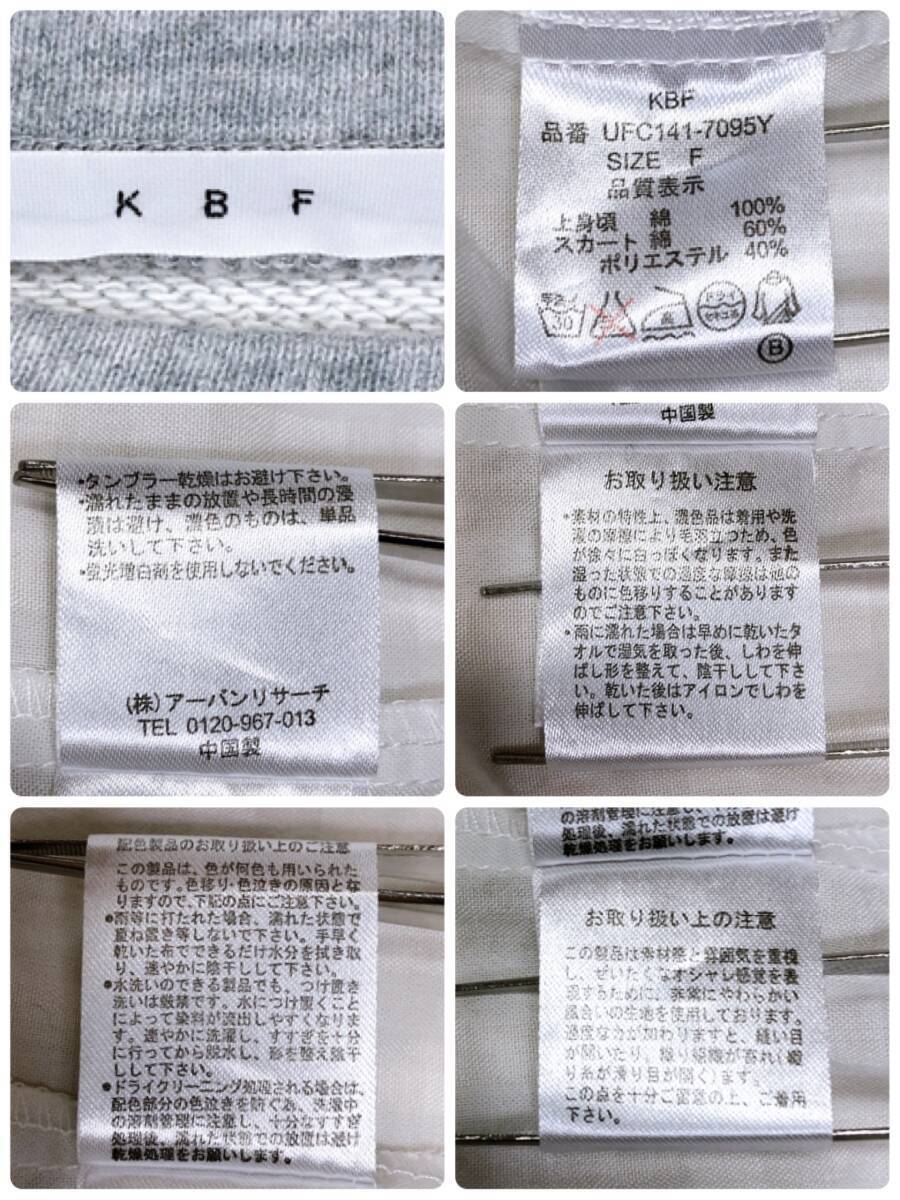 K B F
KBF
品番 UFC141-7095Y
SIZE F
品質表示
上身頃 綿 100%
スカート 綿 60%
ポリエステル 40%
手洗イ 30
中
ドライ セキユ系
B
・タンブラー乾燥はお避け下さい。
・濡れたままの放置や長時間の浸
漬は避け、濃色のものは、単品
洗いして下さい。
・蛍光増白剤を使用しないでください。
(株)アーバンリサーチ
TEL 0120-967-013
中国製
中国製
お取り扱い注意
・素材の特性上、濃色品は着用や洗
濯の摩擦により毛羽立つため、色
が徐々に白っぽくなります。また
湿った状態での過度な摩擦は他の
ものに色移りすることがあります
のでご注意下さい。
・雨に濡れた場合は早めに乾いたタ
オルで湿気を取った後、しわを伸
ばし形を整えて、陰干しして下さ
い。乾いた後はアイロンでしわを
伸ばして下さい。
配色製品のお取り扱い上のご注意
この製品は、色が何色も用いられた
ものです。色移り・色泣きの原因とな
りますので、下記の点にご注意下さい。
●雨等に打たれた場合、濡れた状態で
重ね置き等しないで下さい。手早く
乾いた布でできるだけ水分を拭き取
り、速やかに陰干しして下さい。
●水洗いのできる製品でも、つけ置き
洗いは厳禁です。水につけ置くこと
によって染料が流出しやすくなりま
す。速やかに洗濯し、すすぎを十分
に行ってから脱水し、形を整え陰干
しして下さい。
●ドライクリーニング処理される場合は、
配色部分の色泣きを防ぐ為、洗濯中
の溶剤管理に注意し、十分なすすぎ
処理後、濡れた状態での放置は避け
乾燥処理をお願いします。
の溶剤管理に注意し、十分なすすぎ
処理後、濡れた状態での放置は避け
乾燥処理をお願いします。
お取り扱い上の注意
この製品は素材感と雰囲気を重視
し、ぜいたくなオシャレ感覚を表
現するために、非常にやわらかい
風合いの生地を使用しております。
過度な力が加わりますと、縫い目
が開いたり、織り組織が乱れ(織
り糸が滑り目が開く)ます。
この点を十分ご留意の上、ご着用
下さい。